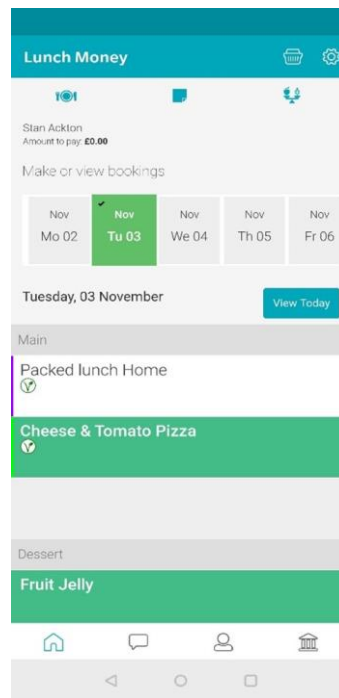 Lunch Money
Stan Ackton
Amount to pay: £0.00
Make or view bookings
Nov Nov Nov Nov Nov
Mo 02 Tu 03 We 04 Th 05 Fr 06
Tuesday, 03 November
View Today
Main
Packed lunch Home
Cheese & Tomato Pizza
Dessert
Fruit Jelly